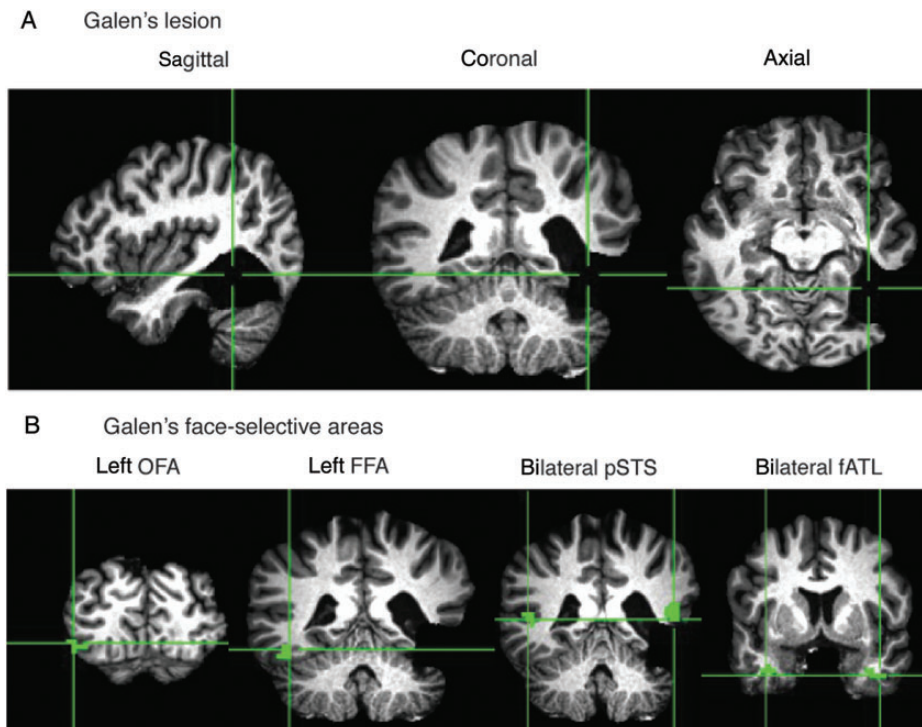 A Galen's lesion
Sagittal Coronal Axial
B Galen's face-selective areas
Left OFA Left FFA Bilateral pSTS Bilateral fATL